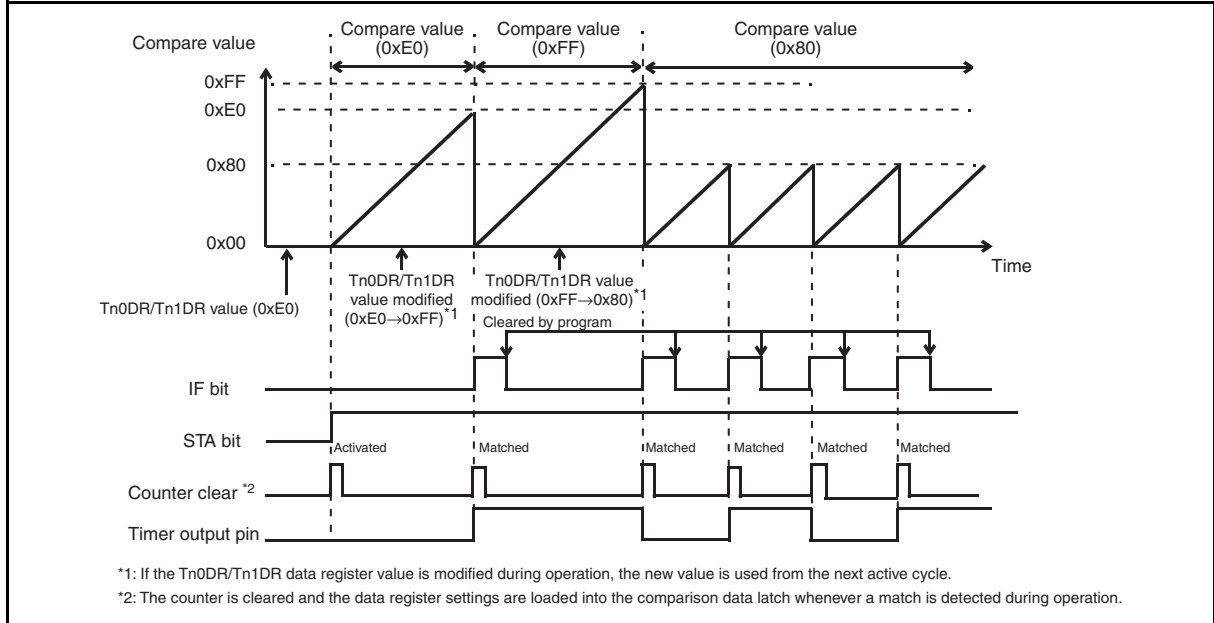 Compare value
Compare value
(0xE0)
Compare value
(0xFF)
Compare value
(0x80)
0xFF
0xE0
0x80
0x00
Time
Tn0DR/Tn1DR value (0xE0)
Tn0DR/Tn1DR
value modified
(0xE0→0xFF)*1
Tn0DR/Tn1DR value
modified (0xFF→0x80)*1
Cleared by program
IF bit
STA bit
Activated
Matched
Matched
Matched
Matched
Matched
Counter clear *2
Timer output pin
*1: If the Tn0DR/Tn1DR data register value is modified during operation, the new value is used from the next active cycle.
*2: The counter is cleared and the data register settings are loaded into the comparison data latch whenever a match is detected during operation.